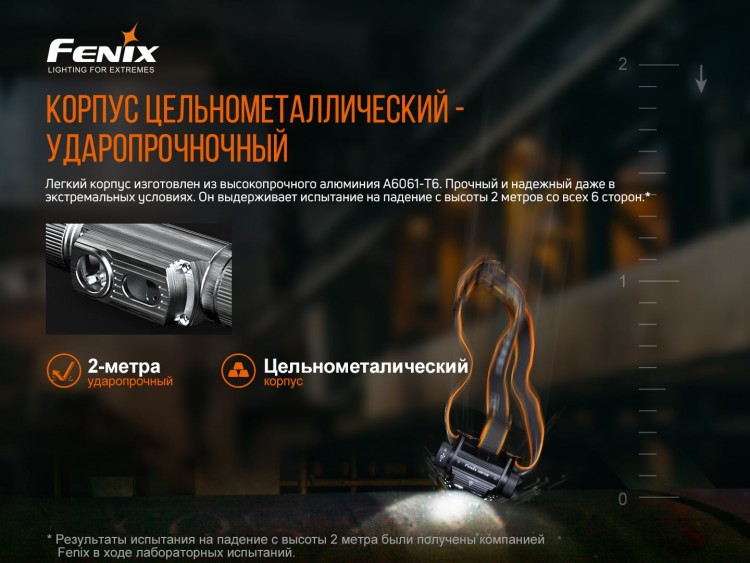 FENIX
LIGHTING FOR EXTREMES
КОРПУС ЦЕЛЬНОМЕТАЛЛИЧЕСКИЙ -
УДАРОПРОЧНОЧНЫЙ
Легкий корпус изготовлен из высокопрочного алюминия A6061-T6. Прочный и надежный даже в
экстремальных условиях. Он выдерживает испытание на падение с высоты 2 метров со всех 6 сторон.*
2
1
0
2-метра
ударопрочный
Цельнометалический
корпус
* Результаты испытания на падение с высоты 2 метра были получены компанией
Fenix в ходе лабораторных испытаний.